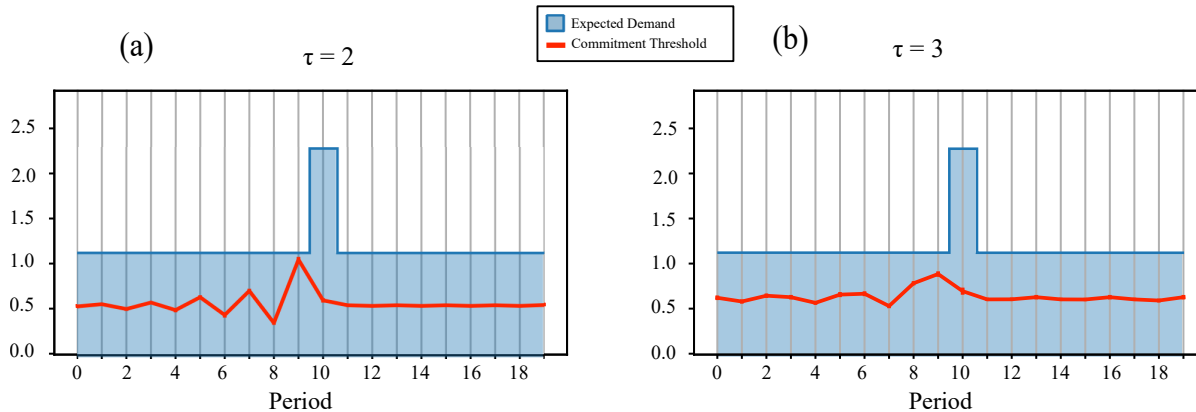 Expected Demand
Commitment Threshold
(a)
τ = 2
2.5
2.0
1.5
1.0
0.5
0.0
0 2 4 6 8 10 12 14 16 18
Period
(b)
τ = 3
2.5
2.0
1.5
1.0
0.5
0.0
0 2 4 6 8 10 12 14 16 18
Period